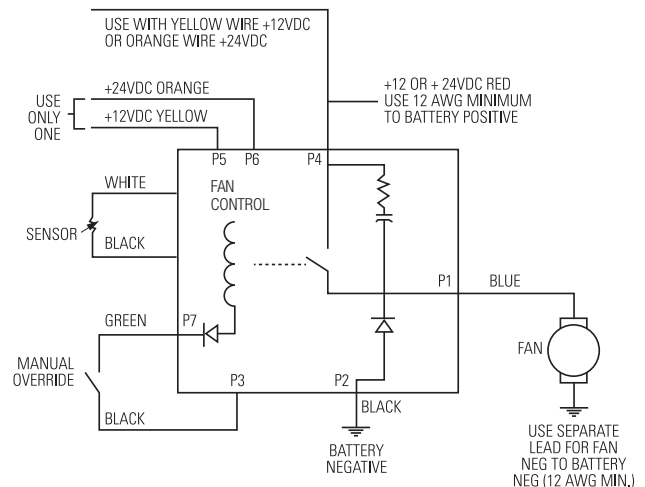 USE WITH YELLOW WIRE +12VDC
OR ORANGE WIRE +24VDC
+24VDC ORANGE
+12VDC YELLOW
USE
ONLY
ONE
+12 OR + 24VDC RED
USE 12 AWG MINIMUM
TO BATTERY POSITIVE
P5
P6
P4
WHITE
FAN
CONTROL
SENSOR
BLACK
P1
BLUE
GREEN
P7
FAN
MANUAL
OVERRIDE
P3
P2
BLACK
BLACK
BATTERY
NEGATIVE
USE SEPARATE
LEAD FOR FAN
NEG TO BATTERY
NEG (12 AWG MIN.)